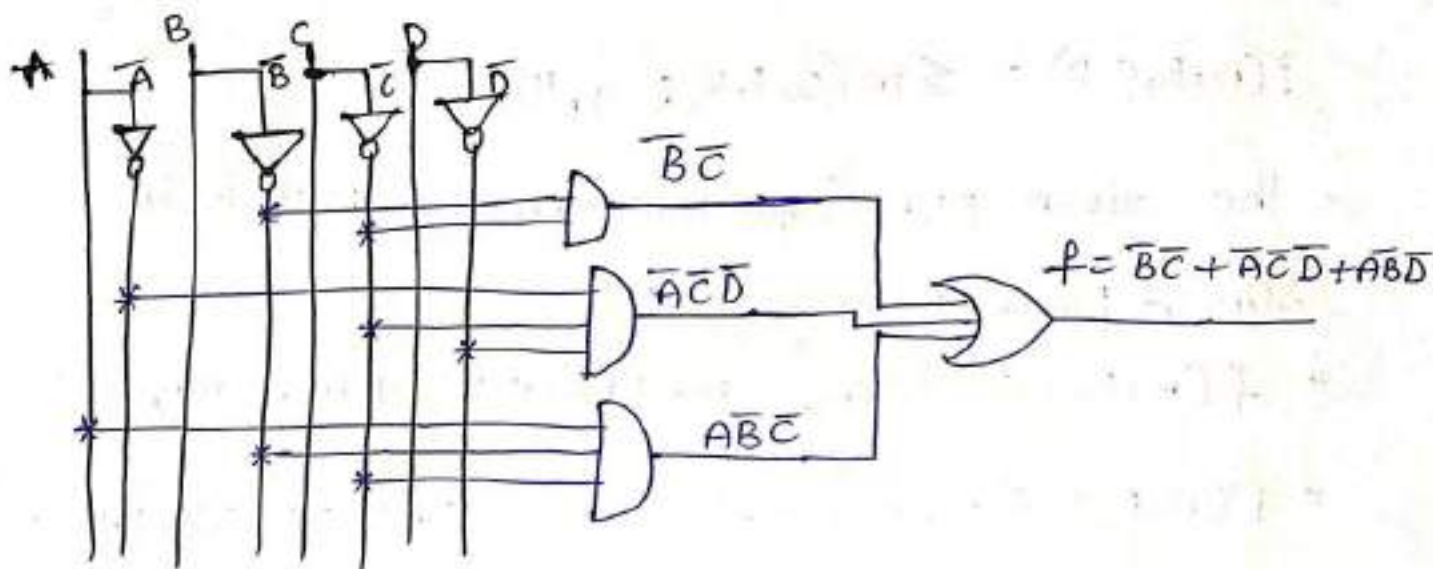 A B C D
A̅ B̅ C̅ D̅
B̅C̅
A̅C̅D̅
f = B̅C̅ + A̅C̅D̅ + AB̅D̅
AB̅C̅